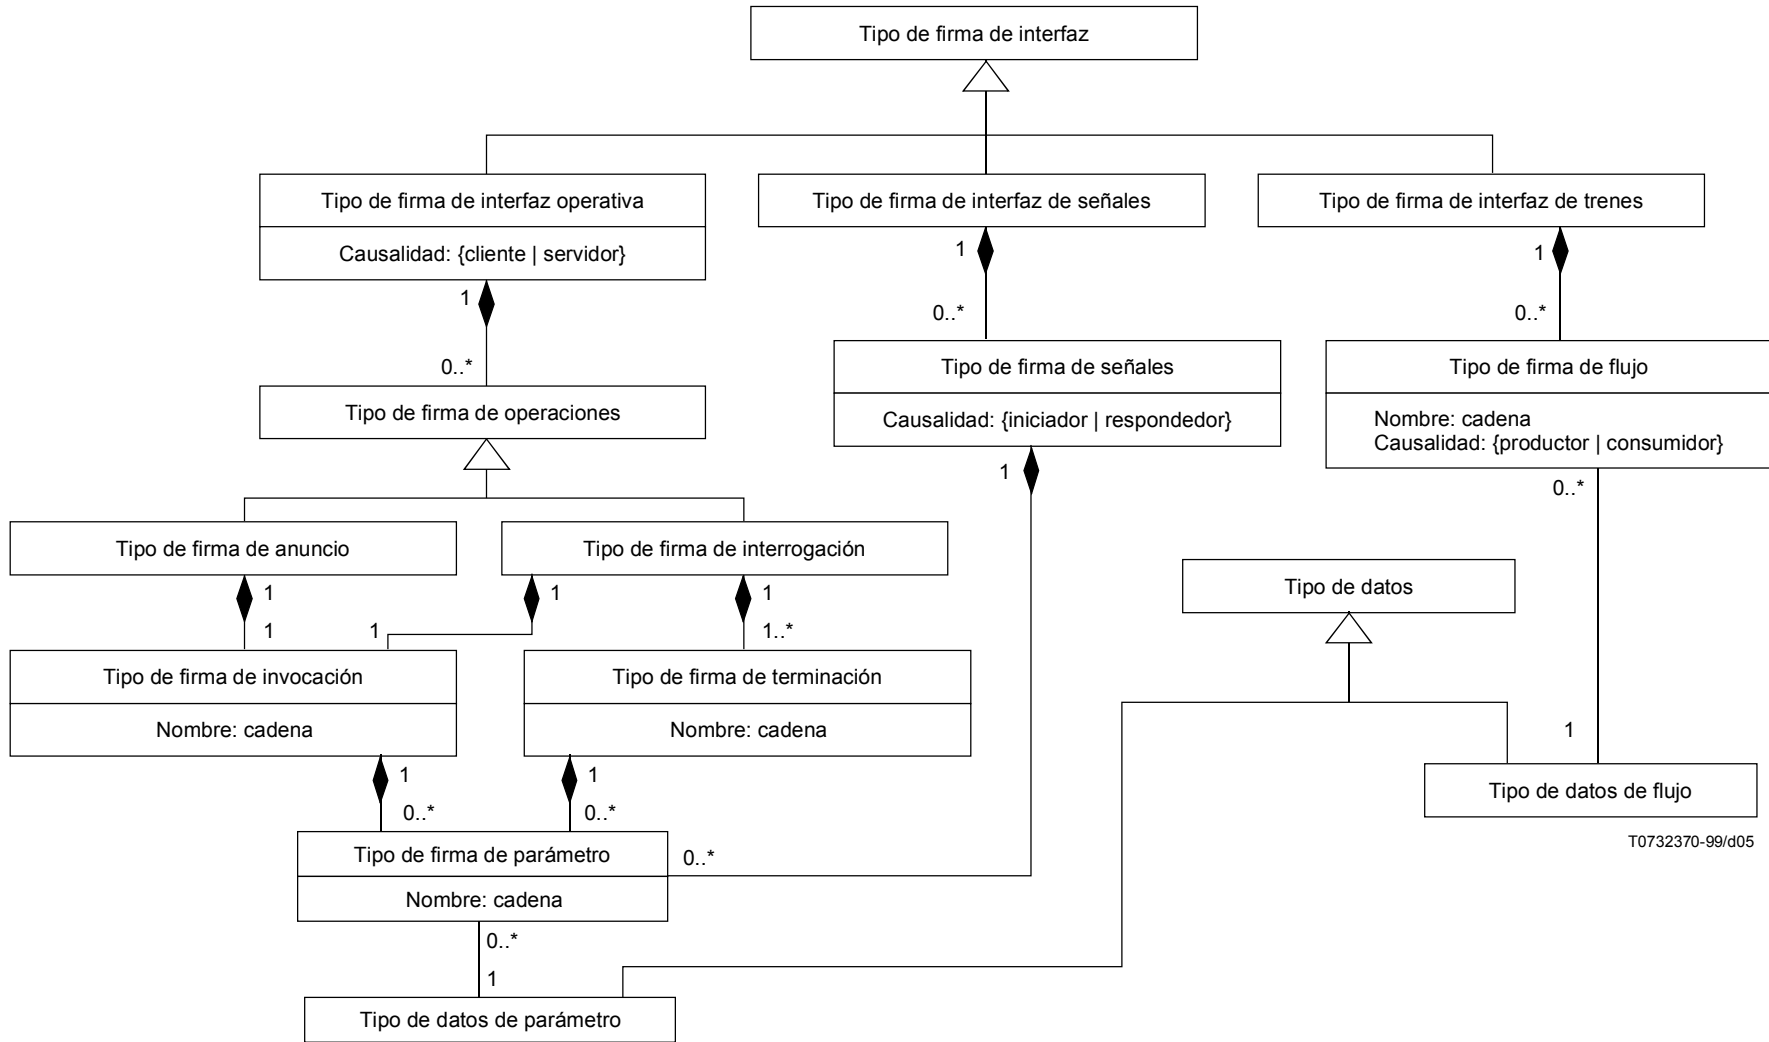 Tipo de firma de interfaz
Tipo de firma de interfaz operativa
Causalidad: {cliente | servidor}
Tipo de firma de interfaz de señales
Tipo de firma de interfaz de trenes
1
1
1
0..*
0..*
0..*
Tipo de firma de operaciones
Tipo de firma de señales
Causalidad: {iniciador | respondedor}
Tipo de firma de flujo
Nombre: cadena
Causalidad: {productor | consumidor}
1
0..*
Tipo de firma de anuncio
Tipo de firma de interrogación
Tipo de datos
1
1
1
1
1
1..*
Tipo de firma de invocación
Nombre: cadena
Tipo de firma de terminación
Nombre: cadena
1
1
1
0..*
0..*
Tipo de datos de flujo
T0732370-99/d05
Tipo de firma de parámetro
Nombre: cadena
0..*
0..*
1
Tipo de datos de parámetro